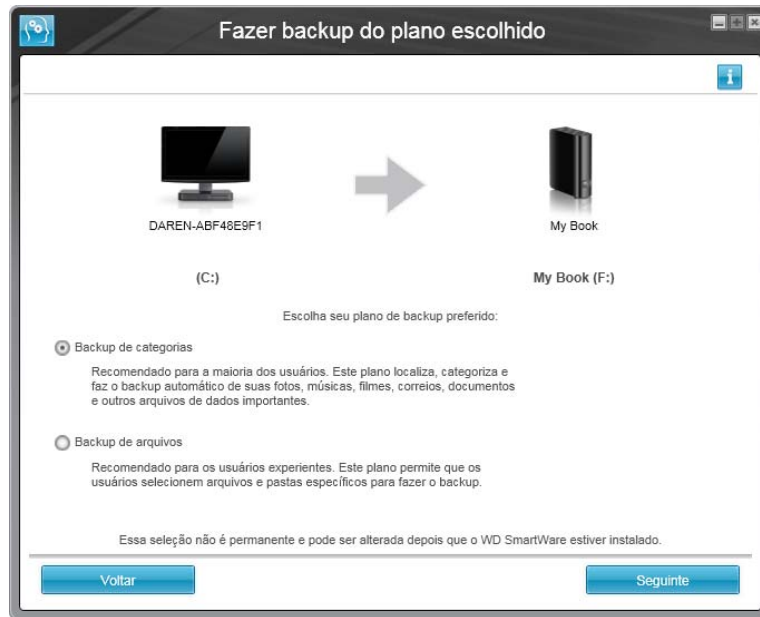 Fazer backup do plano escolhido
i
DAREN-ABF48E9F1
My Book
(C:)
My Book (F:)
Escolha seu plano de backup preferido:
Backup de categorias
Recomendado para a maioria dos usuários. Este plano localiza, categoriza e
faz o backup automático de suas fotos, músicas, filmes, correios, documentos
e outros arquivos de dados importantes.
Backup de arquivos
Recomendado para os usuários experientes. Este plano permite que os
usuários selecionem arquivos e pastas específicos para fazer o backup.
Essa seleção não é permanente e pode ser alterada depois que o WD SmartWare estiver instalado.
Voltar
Seguinte